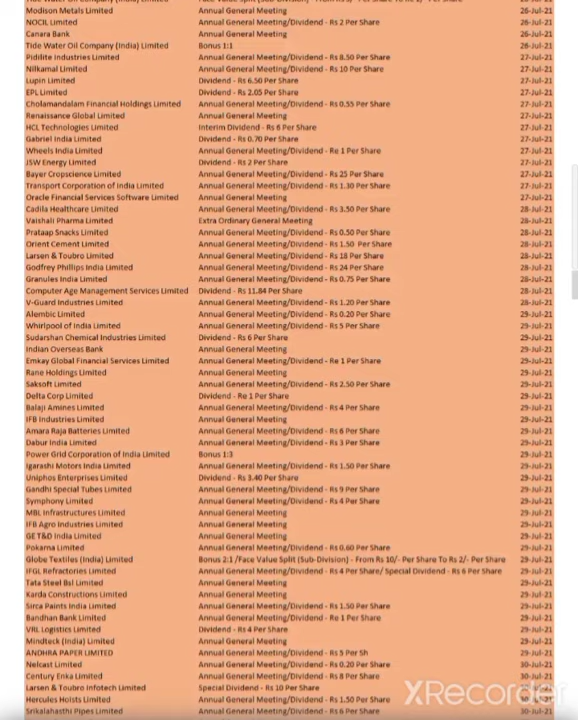 Modison Metals Limited Annual General Meeting 26-Jul-21
NOCIL Limited Annual General Meeting/Dividend - Rs 2 Per Share 26-Jul-21
Canara Bank Annual General Meeting 26-Jul-21
Tide Water Oil Company (India) Limited Bonus 1:1 26-Jul-21
Pidilite Industries Limited Annual General Meeting/Dividend - Rs 8.50 Per Share 27-Jul-21
Nilkamal Limited Annual General Meeting/Dividend - Rs 10 Per Share 27-Jul-21
Lupin Limited Dividend - Rs 6.50 Per Share 27-Jul-21
EPL Limited Dividend - Rs 2.05 Per Share 27-Jul-21
Cholamandalam Financial Holdings Limited Annual General Meeting/Dividend - Rs 0.55 Per Share 27-Jul-21
Renaissance Global Limited Annual General Meeting 27-Jul-21
HCL Technologies Limited Interim Dividend - Rs 6 Per Share 27-Jul-21
Gabriel India Limited Dividend - Rs 0.70 Per Share 27-Jul-21
Wheels India Limited Annual General Meeting/Dividend - Re 1 Per Share 27-Jul-21
JSW Energy Limited Dividend - Rs 2 Per Share 27-Jul-21
Bayer Cropscience Limited Annual General Meeting/Dividend - Rs 25 Per Share 27-Jul-21
Transport Corporation of India Limited Annual General Meeting/Dividend - Rs 1.30 Per Share 27-Jul-21
Oracle Financial Services Software Limited Annual General Meeting 27-Jul-21
Cadila Healthcare Limited Annual General Meeting/Dividend - Rs 3.50 Per Share 28-Jul-21
Vaishali Pharma Limited Extra Ordinary General Meeting 28-Jul-21
Prataap Snacks Limited Annual General Meeting/Dividend - Rs 0.50 Per Share 28-Jul-21
Orient Cement Limited Annual General Meeting/Dividend - Rs 1.50 Per Share 28-Jul-21
Larsen & Toubro Limited Annual General Meeting/Dividend - Rs 18 Per Share 28-Jul-21
Godfrey Phillips India Limited Annual General Meeting/Dividend - Rs 24 Per Share 28-Jul-21
Granules India Limited Annual General Meeting/Dividend - Rs 0.75 Per Share 28-Jul-21
Computer Age Management Services Limited Dividend - Rs 11.84 Per Share 28-Jul-21
V-Guard Industries Limited Annual General Meeting/Dividend - Rs 1.20 Per Share 28-Jul-21
Alembic Limited Annual General Meeting/Dividend - Rs 0.20 Per Share 29-Jul-21
Whirlpool of India Limited Annual General Meeting/Dividend - Rs 5 Per Share 29-Jul-21
Sudarshan Chemical Industries Limited Dividend - Rs 6 Per Share 29-Jul-21
Indian Overseas Bank Annual General Meeting 29-Jul-21
Emkay Global Financial Services Limited Annual General Meeting/Dividend - Re 1 Per Share 29-Jul-21
Rane Holdings Limited Annual General Meeting 29-Jul-21
Saksoft Limited Annual General Meeting/Dividend - Rs 2.50 Per Share 29-Jul-21
Delta Corp Limited Dividend - Re 1 Per Share 29-Jul-21
Balaji Amines Limited Annual General Meeting/Dividend - Rs 4 Per Share 29-Jul-21
IFB Industries Limited Annual General Meeting 29-Jul-21
Amara Raja Batteries Limited Annual General Meeting/Dividend - Rs 6 Per Share 29-Jul-21
Dabur India Limited Annual General Meeting/Dividend - Rs 3 Per Share 29-Jul-21
Power Grid Corporation of India Limited Bonus 1:3 29-Jul-21
Igarashi Motors India Limited Annual General Meeting/Dividend - Rs 1.50 Per Share 29-Jul-21
Uniphos Enterprises Limited Dividend - Rs 3.40 Per Share 29-Jul-21
Gandhi Special Tubes Limited Annual General Meeting/Dividend - Rs 9 Per Share 29-Jul-21
Symphony Limited Annual General Meeting/Dividend - Rs 4 Per Share 29-Jul-21
MBL Infrastructures Limited Annual General Meeting 29-Jul-21
IFB Agro Industries Limited Annual General Meeting 29-Jul-21
GE T&D India Limited Annual General Meeting 29-Jul-21
Pokarna Limited Annual General Meeting/Dividend - Rs 0.60 Per Share 29-Jul-21
Globe Textiles (India) Limited Bonus 2:1 /Face Value Split (Sub-Division) - From Rs 10/- Per Share To Rs 2/- Per Share 29-Jul-21
IFGL Refractories Limited Annual General Meeting/Dividend - Rs 4 Per Share/ Special Dividend - Rs 6 Per Share 29-Jul-21
Tata Steel Bsl Limited Annual General Meeting 29-Jul-21
Karda Constructions Limited Annual General Meeting 29-Jul-21
Sirca Paints India Limited Annual General Meeting/Dividend - Rs 1.50 Per Share 29-Jul-21
Bandhan Bank Limited Annual General Meeting/Dividend - Re 1 Per Share 29-Jul-21
VRL Logistics Limited Dividend - Rs 4 Per Share 29-Jul-21
Mindteck (India) Limited Annual General Meeting 29-Jul-21
ANDHRA PAPER LIMITED Annual General Meeting/Dividend - Rs 5 Per Sh 29-Jul-21
Nelcast Limited Annual General Meeting/Dividend - Rs 0.20 Per Share 30-Jul-21
Century Enka Limited Annual General Meeting/Dividend - Rs 8 Per Share 30-Jul-21
Larsen & Toubro Infotech Limited Special Dividend - Rs 10 Per Share
Hercules Hoists Limited Annual General Meeting/Dividend - Rs 1.50 Per Share
Srikalahasthi Pipes Limited Annual General Meeting/Dividend - Rs 6 Per Share 30-Jul-21
XRecorder